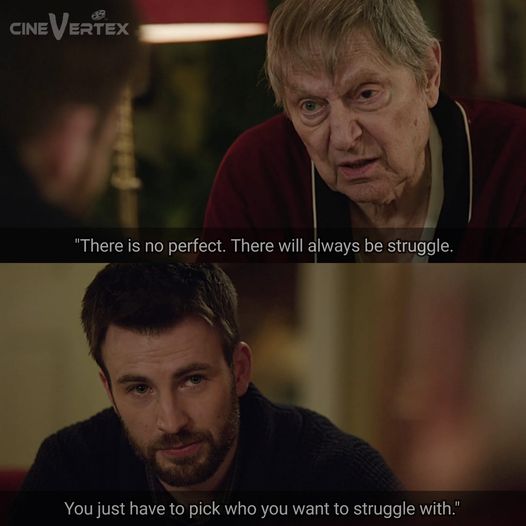 CINEVERTEX
"There is no perfect. There will always be struggle.
You just have to pick who you want to struggle with."